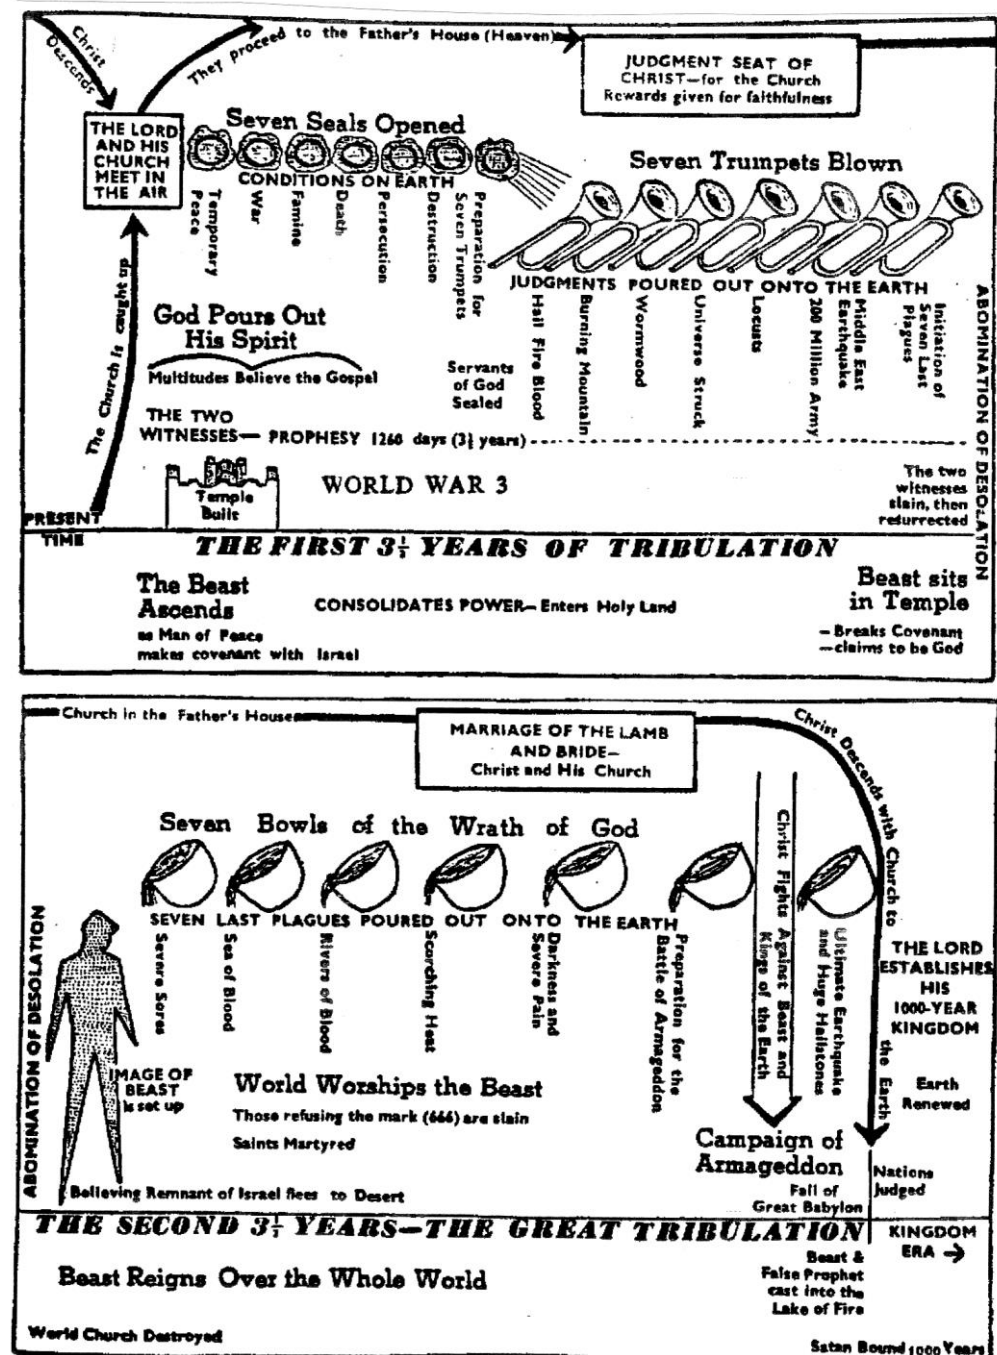 Christ
Descends
They proceed to the Father's House (Heaven)
JUDGMENT SEAT OF
CHRIST—for the Church
Rewards given for faithfulness
THE LORD
AND HIS
CHURCH
MEET IN
THE AIR
Seven Seals Opened
CONDITIONS ON EARTH
Temporary
Peace
War
Famine
Death
Persecution
Destruction
Preparation for
Seven Trumpets
Seven Trumpets Blown
JUDGMENTS POURED OUT ONTO THE EARTH
Hail Fire Blood
Burning Mountain
Wormwood
Universe Struck
Locusts
200 Million Army
Middle East
Earthquake
Initiation of
Seven Last
Plagues
ABOMINATION OF DESOLATION
The Church is caught up
God Pours Out
His Spirit
Multitudes Believe the Gospel
Servants
of God
Sealed
THE TWO
WITNESSES— PROPHESY 1260 days (3½ years)
Temple
Built
WORLD WAR 3
The two
witnesses
slain, then
resurrected
PRESENT
TIME
THE FIRST 3½ YEARS OF TRIBULATION
The Beast
Ascends
as Man of Peace
makes covenant with Israel
CONSOLIDATES POWER— Enters Holy Land
Beast sits
in Temple
— Breaks Covenant
— claims to be God
Church in the Father's House
MARRIAGE OF THE LAMB
AND BRIDE—
Christ and His Church
Christ Descends with Church to the Earth
Seven Bowls of the Wrath of God
SEVEN LAST PLAGUES POURED OUT ONTO THE EARTH
Severe Sores
Sea of Blood
Rivers of Blood
Scorching Heat
Darkness and
Severe Pain
Preparation for the
Battle of Armageddon
Christ Fights Against Beast and
Kings of the Earth
Ultimate Earthquake
and Huge Hailstones
THE LORD
ESTABLISHES
HIS
1000-YEAR
KINGDOM
Earth
Renewed
ABOMINATION OF DESOLATION
IMAGE OF
BEAST
is set up
World Worships the Beast
Those refusing the mark (666) are slain
Saints Martyred
Believing Remnant of Israel flees to Desert
Campaign of
Armageddon
Fall of
Great Babylon
Nations
Judged
THE SECOND 3½ YEARS—THE GREAT TRIBULATION
KINGDOM
ERA →
Beast Reigns Over the Whole World
Beast &
False Prophet
cast into the
Lake of Fire
World Church Destroyed
Satan Bound 1000 Years